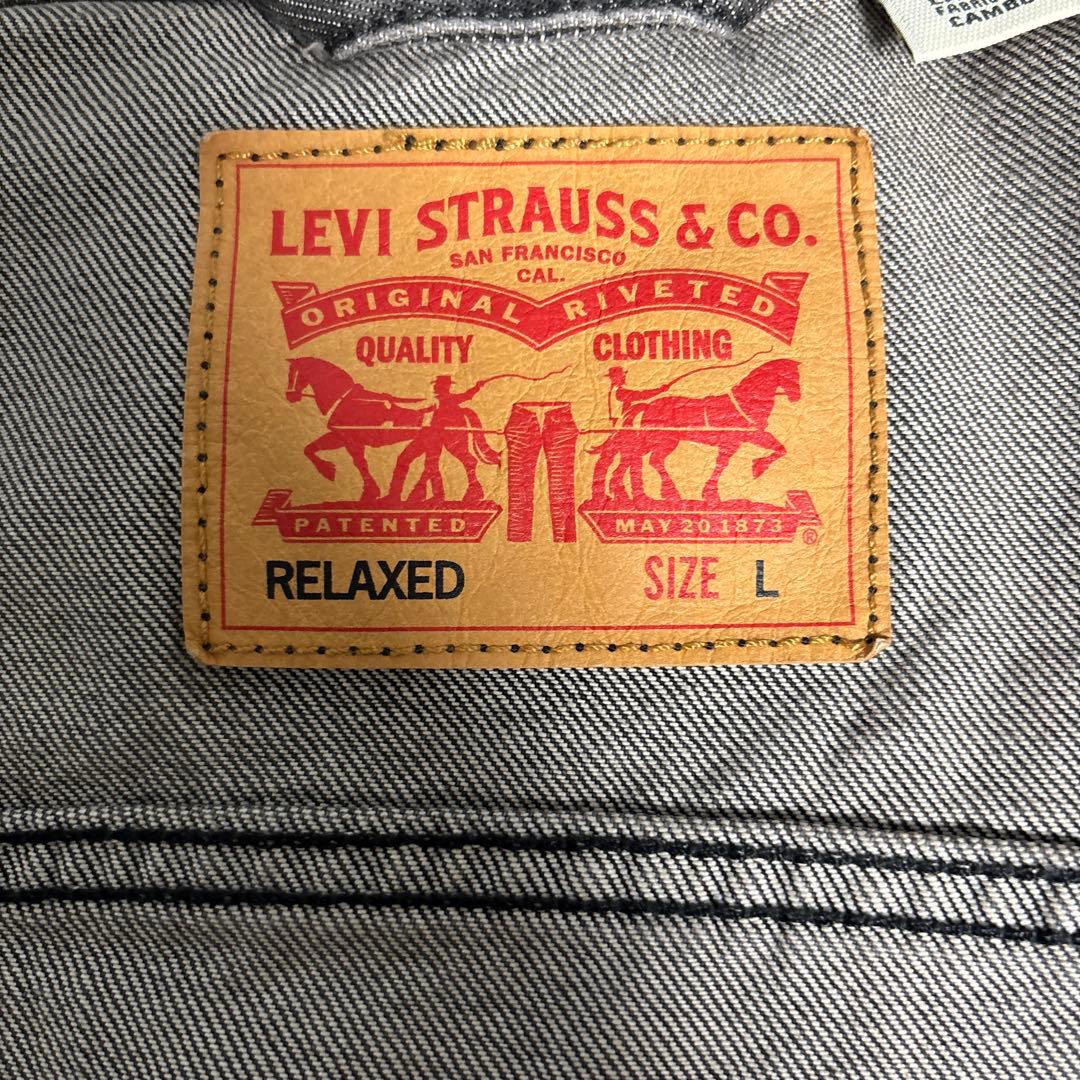 LEVI STRAUSS & CO.
SAN FRANCISCO
CAL.
ORIGINAL RIVETED
QUALITY CLOTHING
PATENTED MAY 20 1873 ®
RELAXED SIZE L